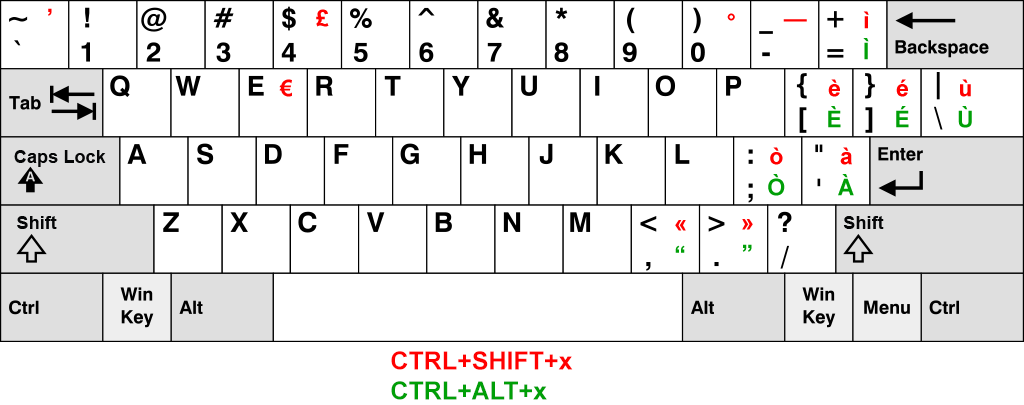 ~ ’ ! @ # $ £ % ^ & * ( ) ° _ — + ì
` 1 2 3 4 5 6 7 8 9 0 - = Ì Backspace
Tab Q W E € R T Y U I O P { è } é | ù
[ È ] É \ Ù
Caps Lock A S D F G H J K L : ò " à Enter
A ; Ò ' À
Shift Z X C V B N M < « > » ? Shift
, “ . ” /
Ctrl Win Key Alt Alt Win Key Menu Ctrl
CTRL+SHIFT+x
CTRL+ALT+x